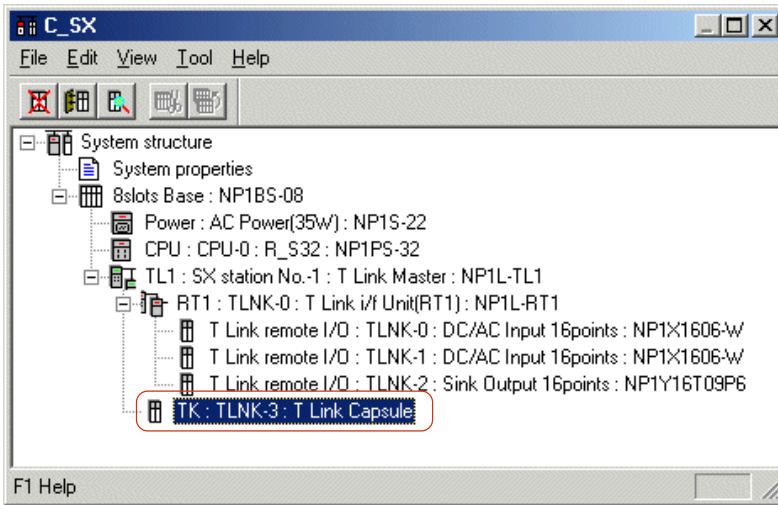 C_SX
File Edit View Tool Help
System structure
System properties
8slots Base : NP1BS-08
Power : AC Power(35W) : NP1S-22
CPU : CPU-0 : R_S32 : NP1PS-32
TL1 : SX station No.-1 : T Link Master : NP1L-TL1
RT1 : TLNK-0 : T Link i/f Unit(RT1) : NP1L-RT1
T Link remote I/O : TLNK-0 : DC/AC Input 16points : NP1X1606-W
T Link remote I/O : TLNK-1 : DC/AC Input 16points : NP1X1606-W
T Link remote I/O : TLNK-2 : Sink Output 16points : NP1Y16T09P6
TK : TLNK-3 : T Link Capsule
F1 Help